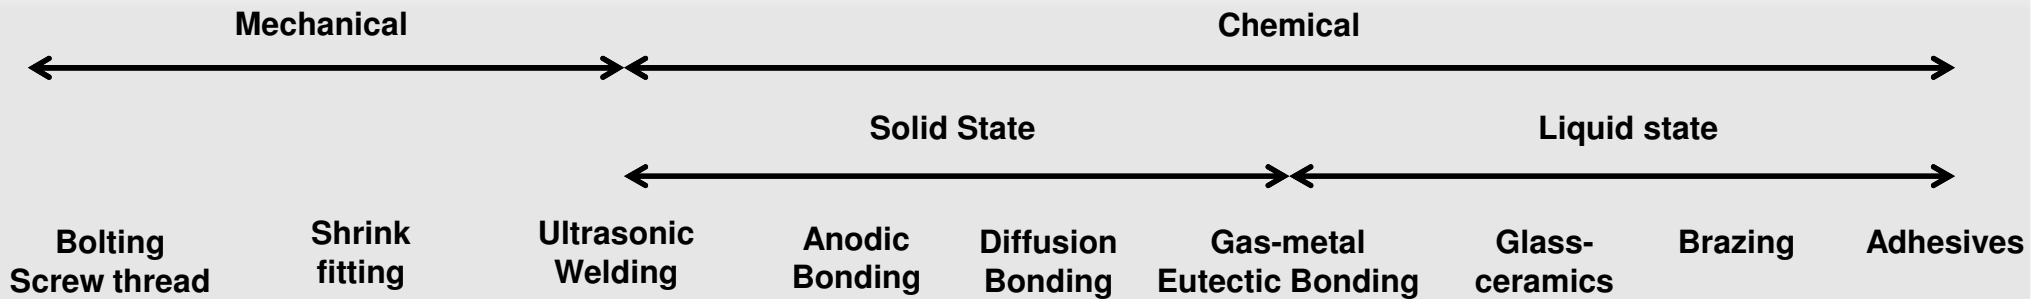 Mechanical
Chemical
Solid State
Liquid state
Bolting
Screw thread
Shrink
fitting
Ultrasonic
Welding
Anodic
Bonding
Diffusion
Bonding
Gas-metal
Eutectic Bonding
Glass-
ceramics
Brazing
Adhesives